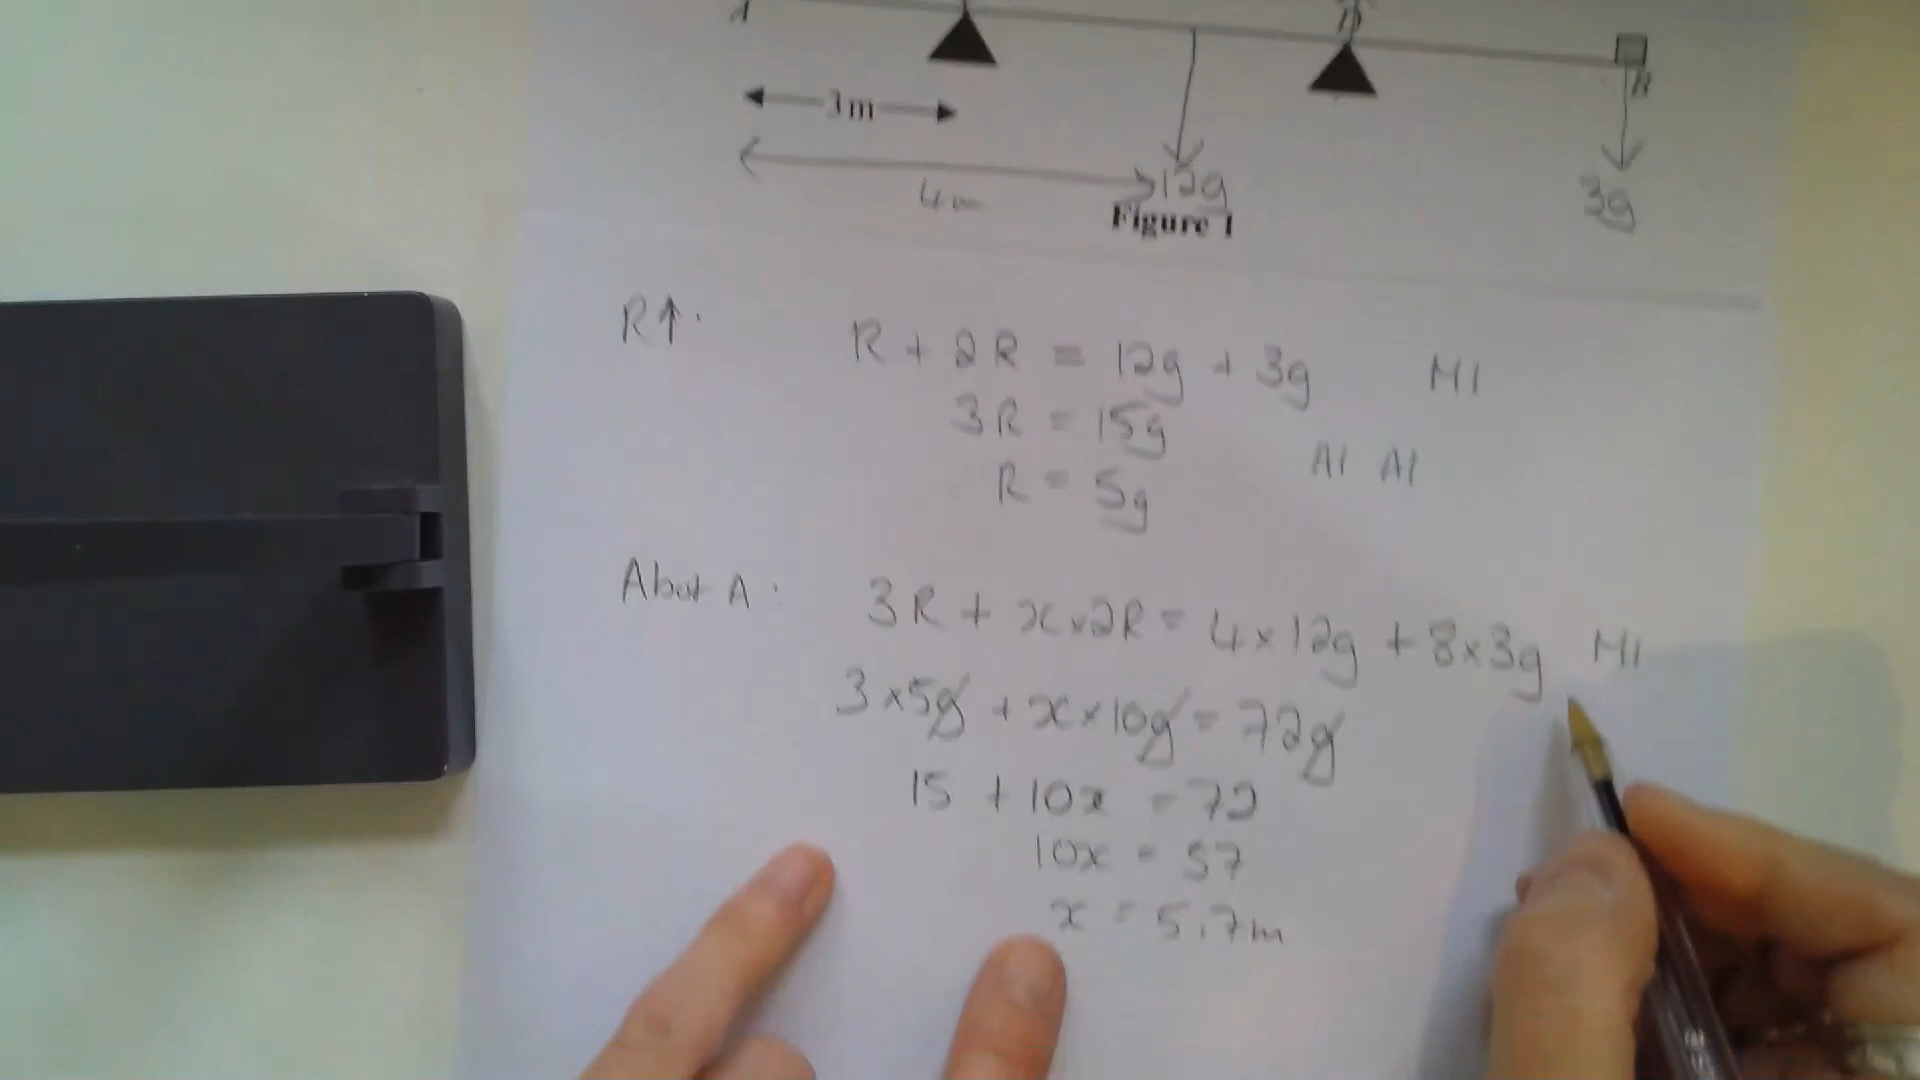 A D
B
3m
12g
4m
3g
Figure 1
R↑. R + 2R = 12g + 3g M1
3R = 15g
A1 A1
R = 5g
About A: 3R + x×2R = 4×12g + 8×3g M1
3×5g + x×10g = 72g
15 + 10x = 72
10x = 57
x = 5.7m